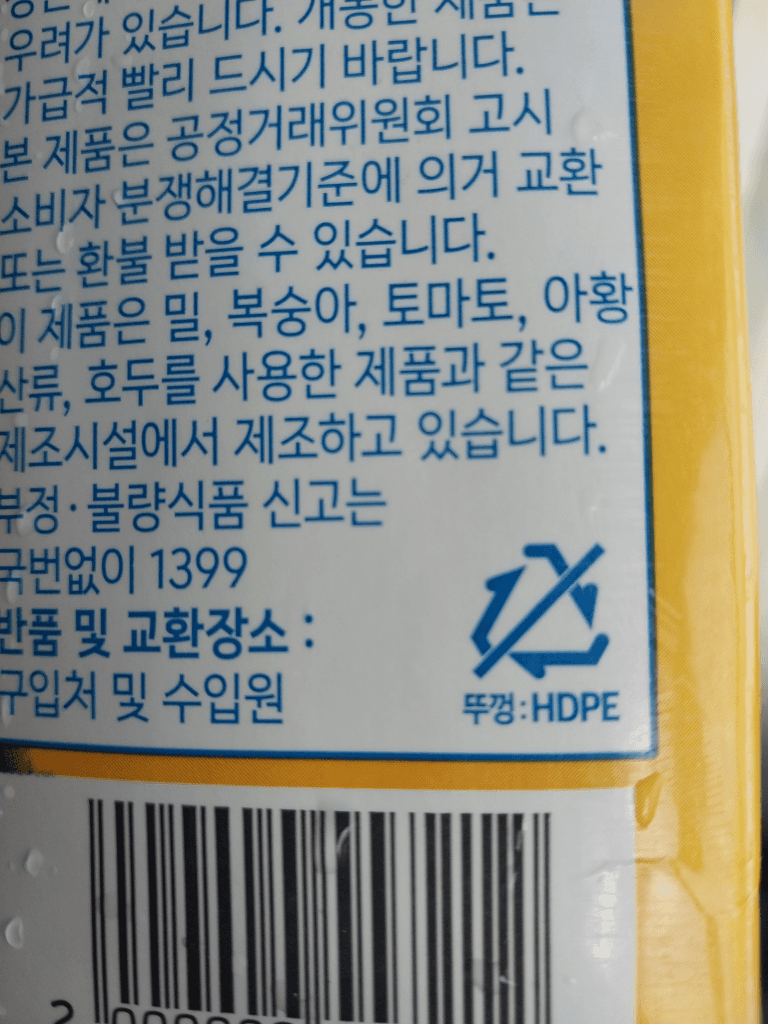 우려가 있습니다. 개봉한 제품은
가급적 빨리 드시기 바랍니다.
본 제품은 공정거래위원회 고시
소비자 분쟁해결기준에 의거 교환
또는 환불 받을 수 있습니다.
이 제품은 밀, 복숭아, 토마토, 아황
산류, 호두를 사용한 제품과 같은
제조시설에서 제조하고 있습니다.
부정·불량식품 신고는
국번없이 1399
반품 및 교환장소 :
구입처 및 수입원
뚜껑:HDPE